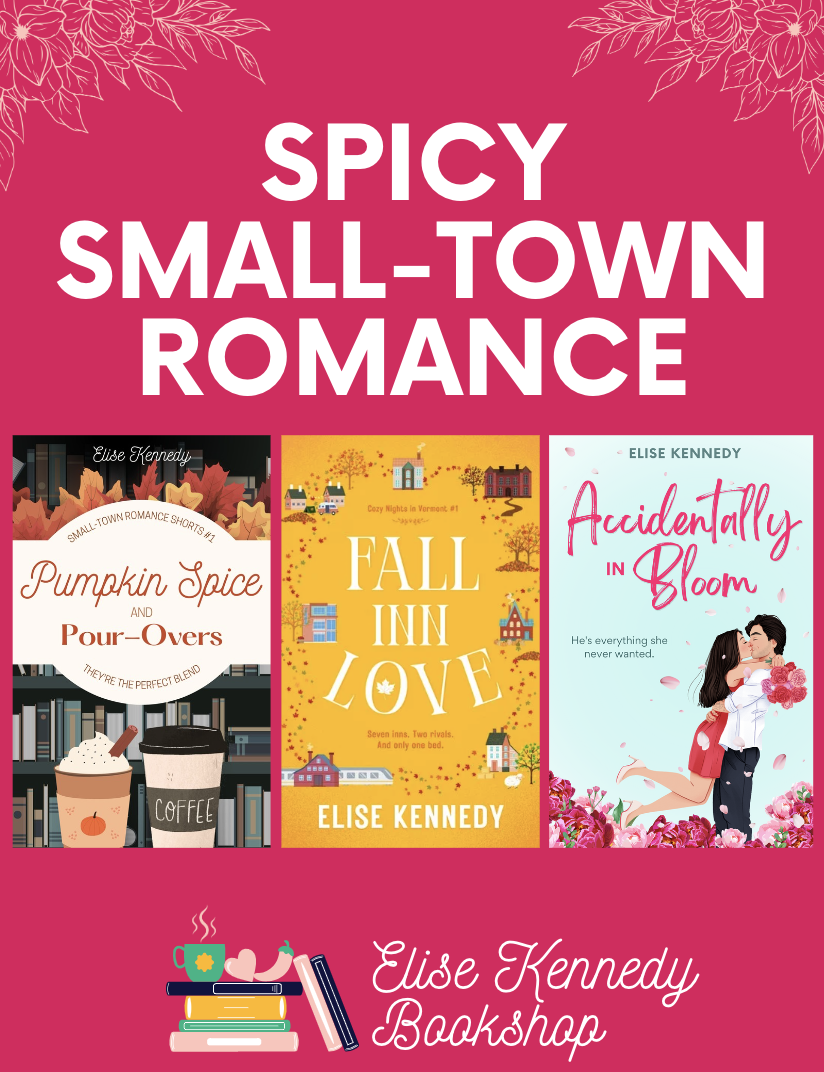 SPICY
SMALL-TOWN
ROMANCE
Elise Kennedy
SMALL-TOWN ROMANCE SHORTS #1
Pumpkin Spice
AND
Pour-Overs
THEY'RE THE PERFECT BLEND
COFFEE
Cozy Nights in Vermont #1
FALL
INN
LOVE
Seven inns. Two rivals.
And only one bed.
ELISE KENNEDY
ELISE KENNEDY
Accidentally
IN Bloom
He's everything she
never wanted.
Elise Kennedy
Bookshop